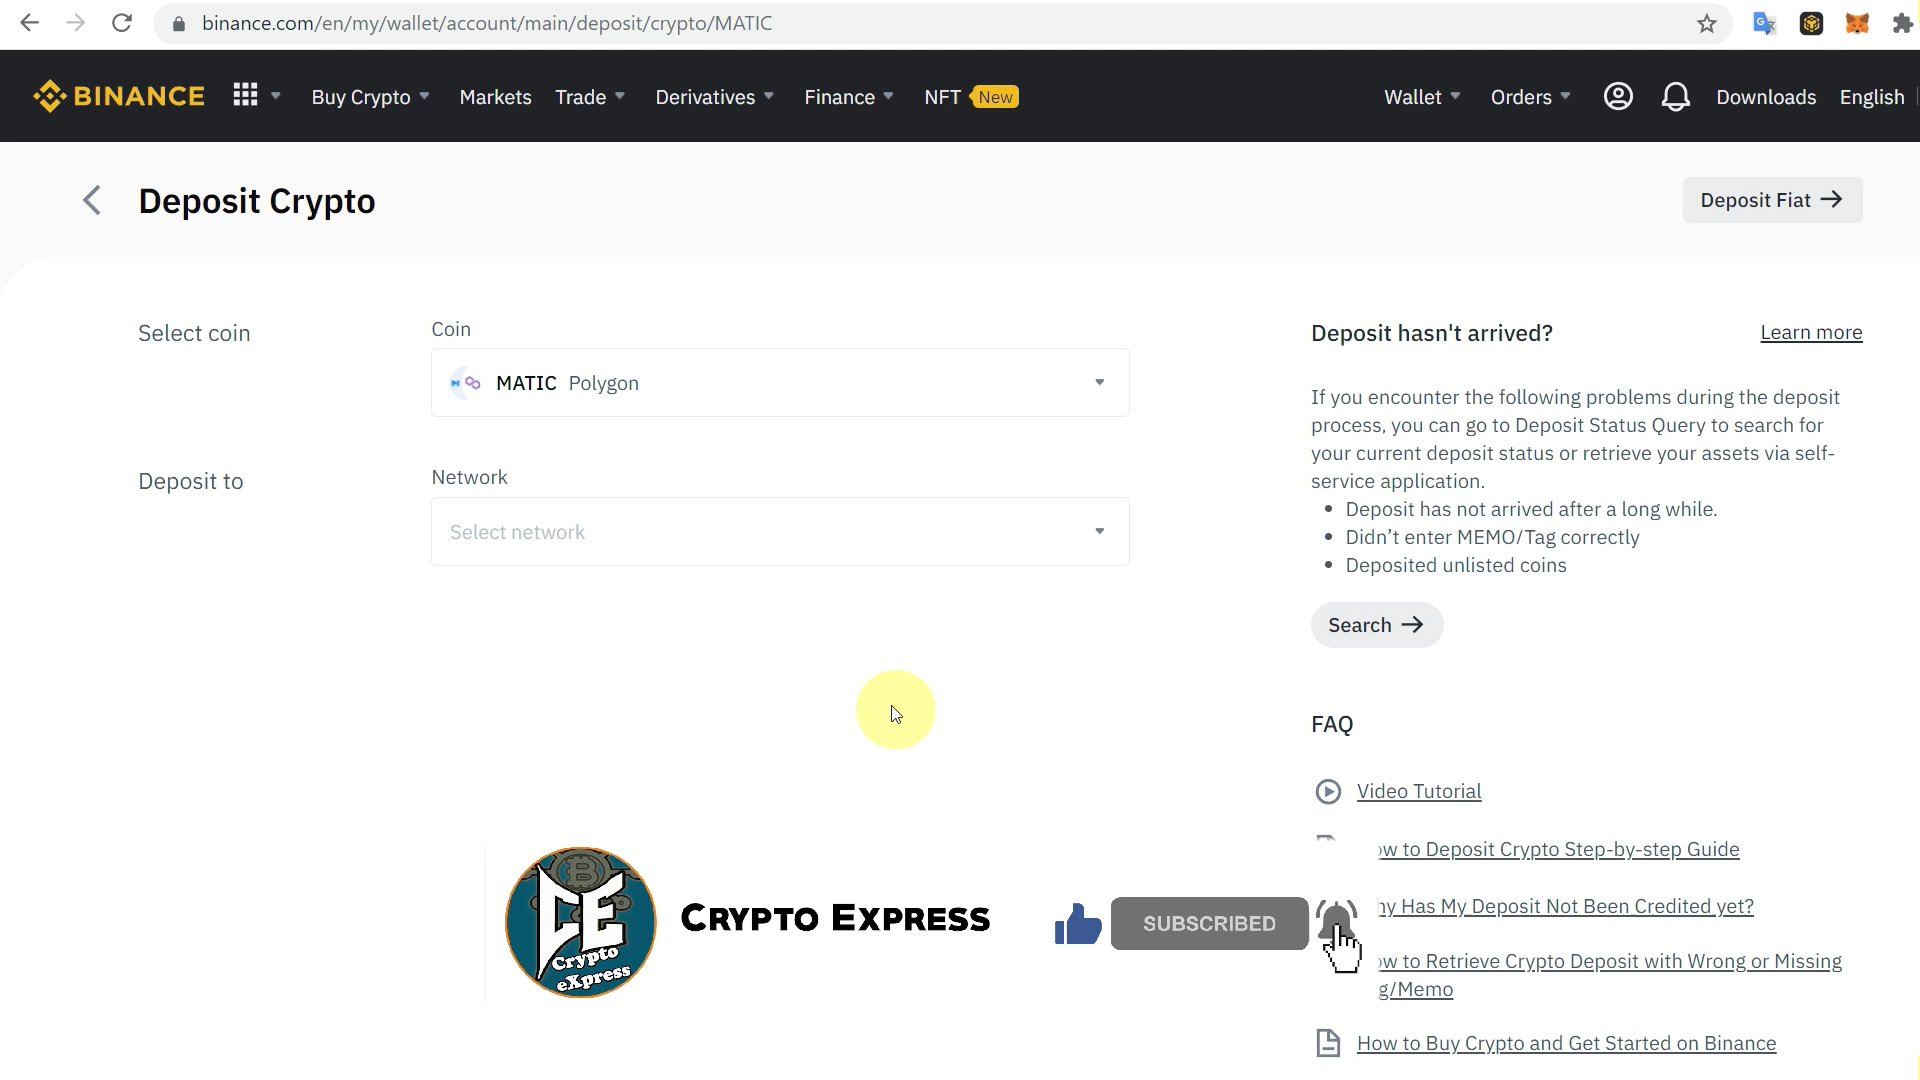 binance.com/en/my/wallet/account/main/deposit/crypto/MATIC
BINANCE Buy Crypto Markets Trade Derivatives Finance NFT New Wallet Orders Downloads English
Deposit Crypto
Deposit Fiat →
Select coin
Coin
MATIC Polygon
Deposit to
Network
Select network
Deposit hasn't arrived? Learn more
If you encounter the following problems during the deposit
process, you can go to Deposit Status Query to search for
your current deposit status or retrieve your assets via self-
service application.
• Deposit has not arrived after a long while.
• Didn’t enter MEMO/Tag correctly
• Deposited unlisted coins
Search →
FAQ
Video Tutorial
ow to Deposit Crypto Step-by-step Guide
hy Has My Deposit Not Been Credited yet?
ow to Retrieve Crypto Deposit with Wrong or Missing
g/Memo
How to Buy Crypto and Get Started on Binance
CE
Crypto
eXpress
CRYPTO EXPRESS
SUBSCRIBED